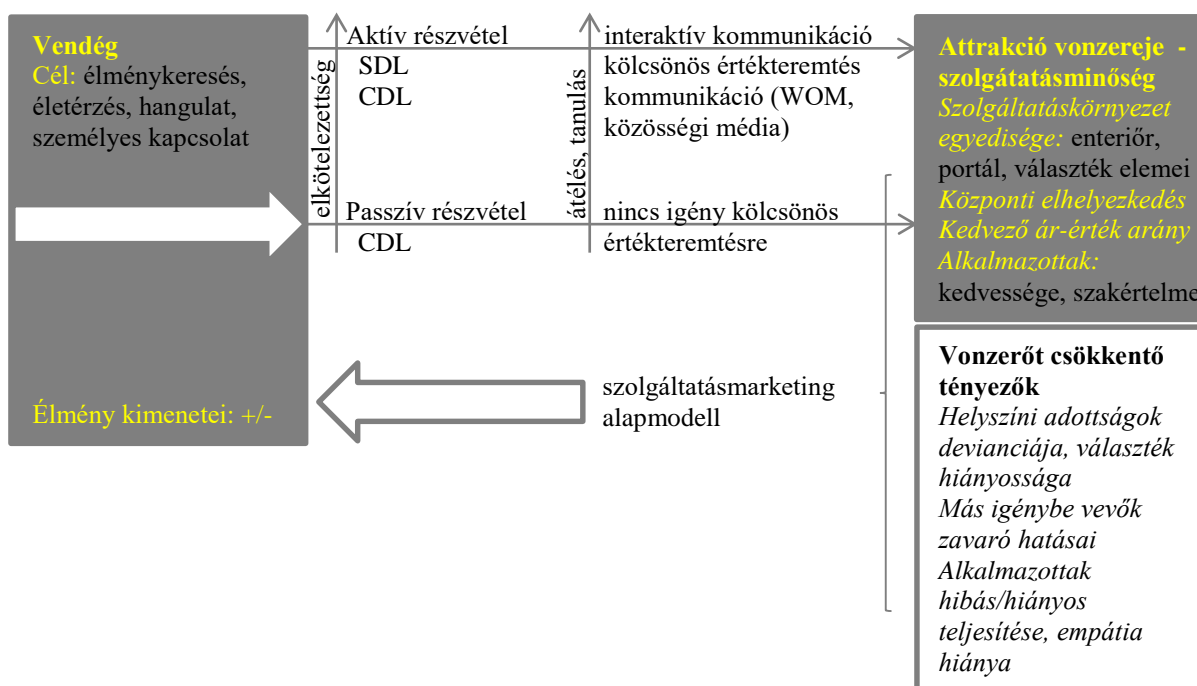 Vendég
Cél: élménykeresés,
életérzés, hangulat,
személyes kapcsolat
Élmény kimenetei: +/-
elkötelezettség
Aktív részvétel
SDL
CDL
Passzív részvétel
CDL
átélés, tanulás
interaktív kommunikáció
kölcsönös értékteremtés
kommunikáció (WOM,
közösségi média)
nincs igény kölcsönös
értékteremtésre
szolgáltatásmarketing
alapmodell
Attrakció vonzereje -
szolgátatásminőség
Szolgáltatáskörnyezet
egyedisége: enteriőr,
portál, választék elemei
Központi elhelyezkedés
Kedvező ár-érték arány
Alkalmazottak:
kedvessége, szakértelme
Vonzerőt csökkentő
tényezők
Helyszíni adottságok
devianciája, választék
hiányossága
Más igénybe vevők
zavaró hatásai
Alkalmazottak
hibás/hiányos
teljesítése, empátia
hiánya